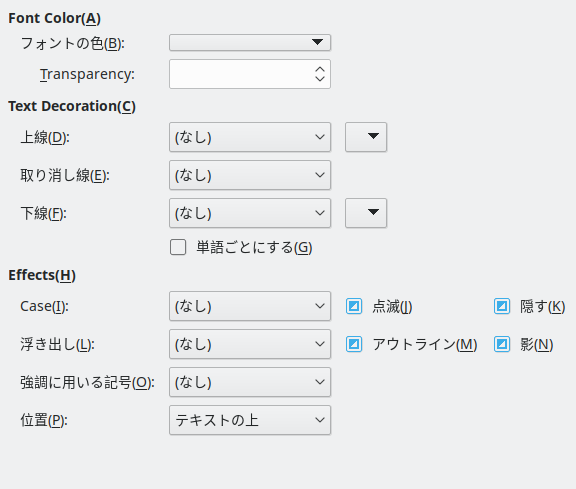 Font Color(A)
フォントの色(B):
Transparency:
Text Decoration(C)
上線(D): (なし)
取り消し線(E): (なし)
下線(F): (なし)
単語ごとにする(G)
Effects(H)
Case(I): (なし) 点滅(J) 隠す(K)
浮き出し(L): (なし) アウトライン(M) 影(N)
強調に用いる記号(O): (なし)
位置(P): テキストの上